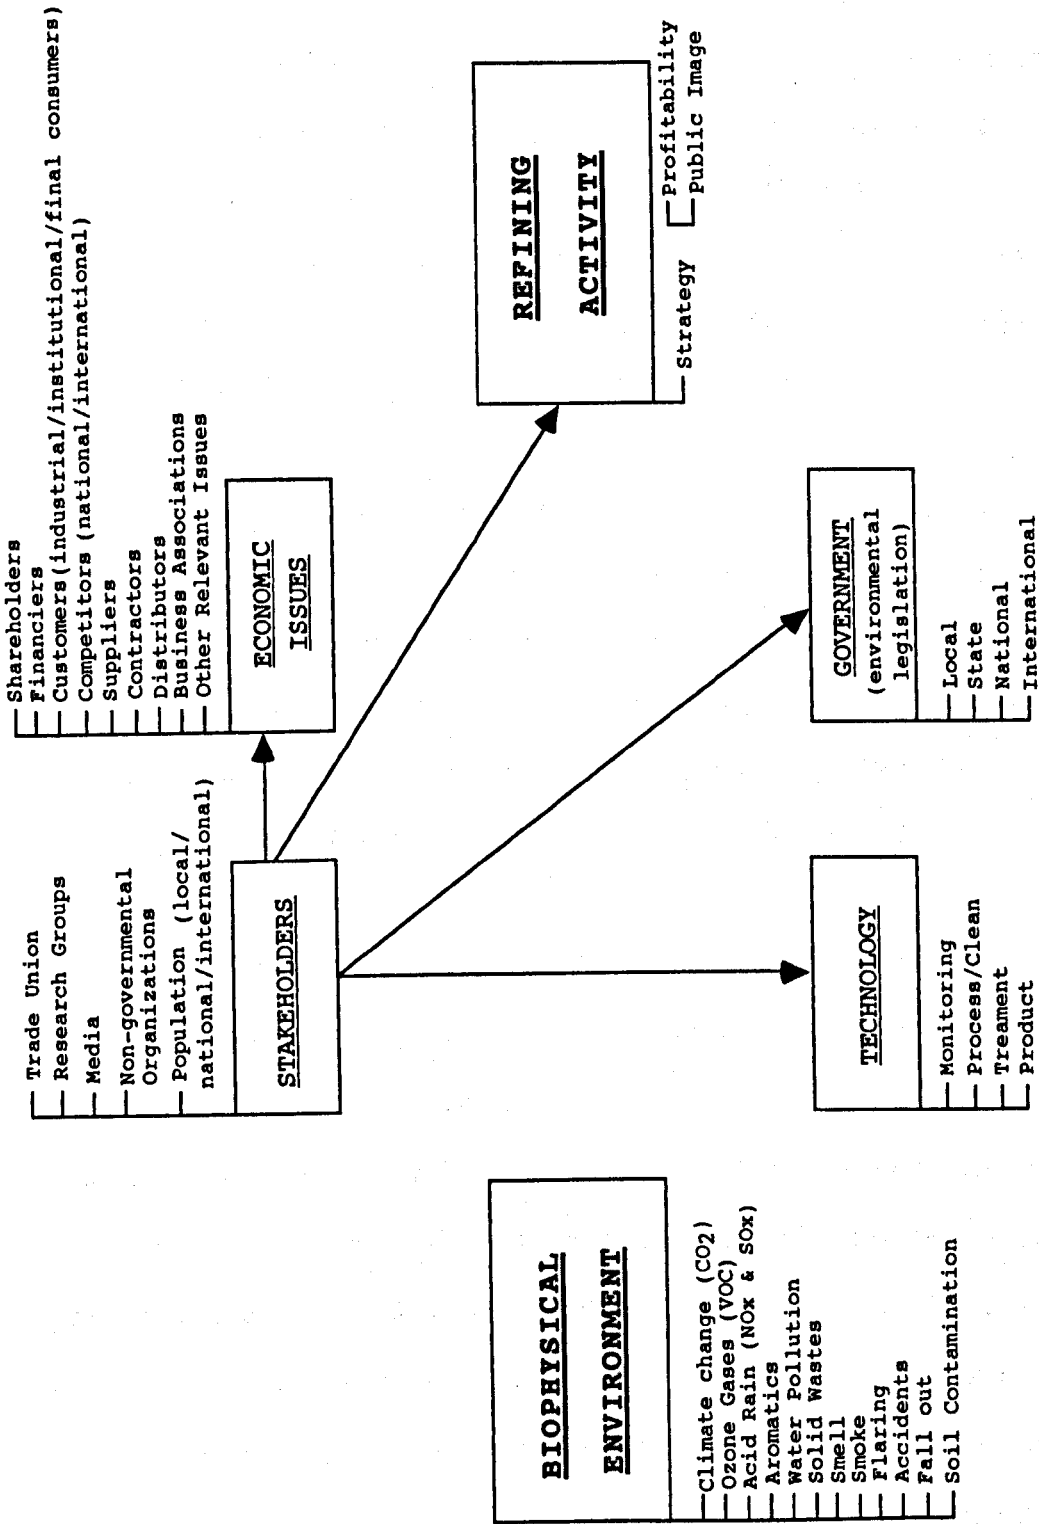 Trade Union
Research Groups
Media
Non-governmental
Organizations
Population (local/
national/international)
STAKEHOLDERS
Shareholders
Financiers
Customers(industrial/institutional/final consumers)
Competitors(national/international)
Suppliers
Contractors
Distributors
Business Associations
Other Relevant Issues
ECONOMIC
ISSUES
BIOPHYSICAL
ENVIRONMENT
Climate change (CO2)
Ozone Gases (VOC)
Acid Rain (NOx & SOx)
Aromatics
Water Pollution
Solid Wastes
Smell
Smoke
Flaring
Accidents
Fall out
Soil Contamination
REFINING
ACTIVITY
Strategy
Profitability
Public Image
TECHNOLOGY
Monitoring
Process/Clean
Treament
Product
GOVERNMENT
(environmental
legislation)
Local
State
National
International